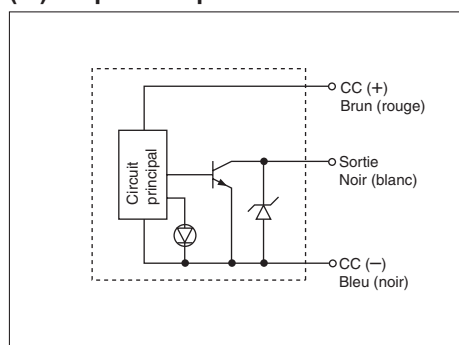 CC (+)
Brun (rouge)
Circuit
principal
Sortie
Noir (blanc)
CC (−)
Bleu (noir)